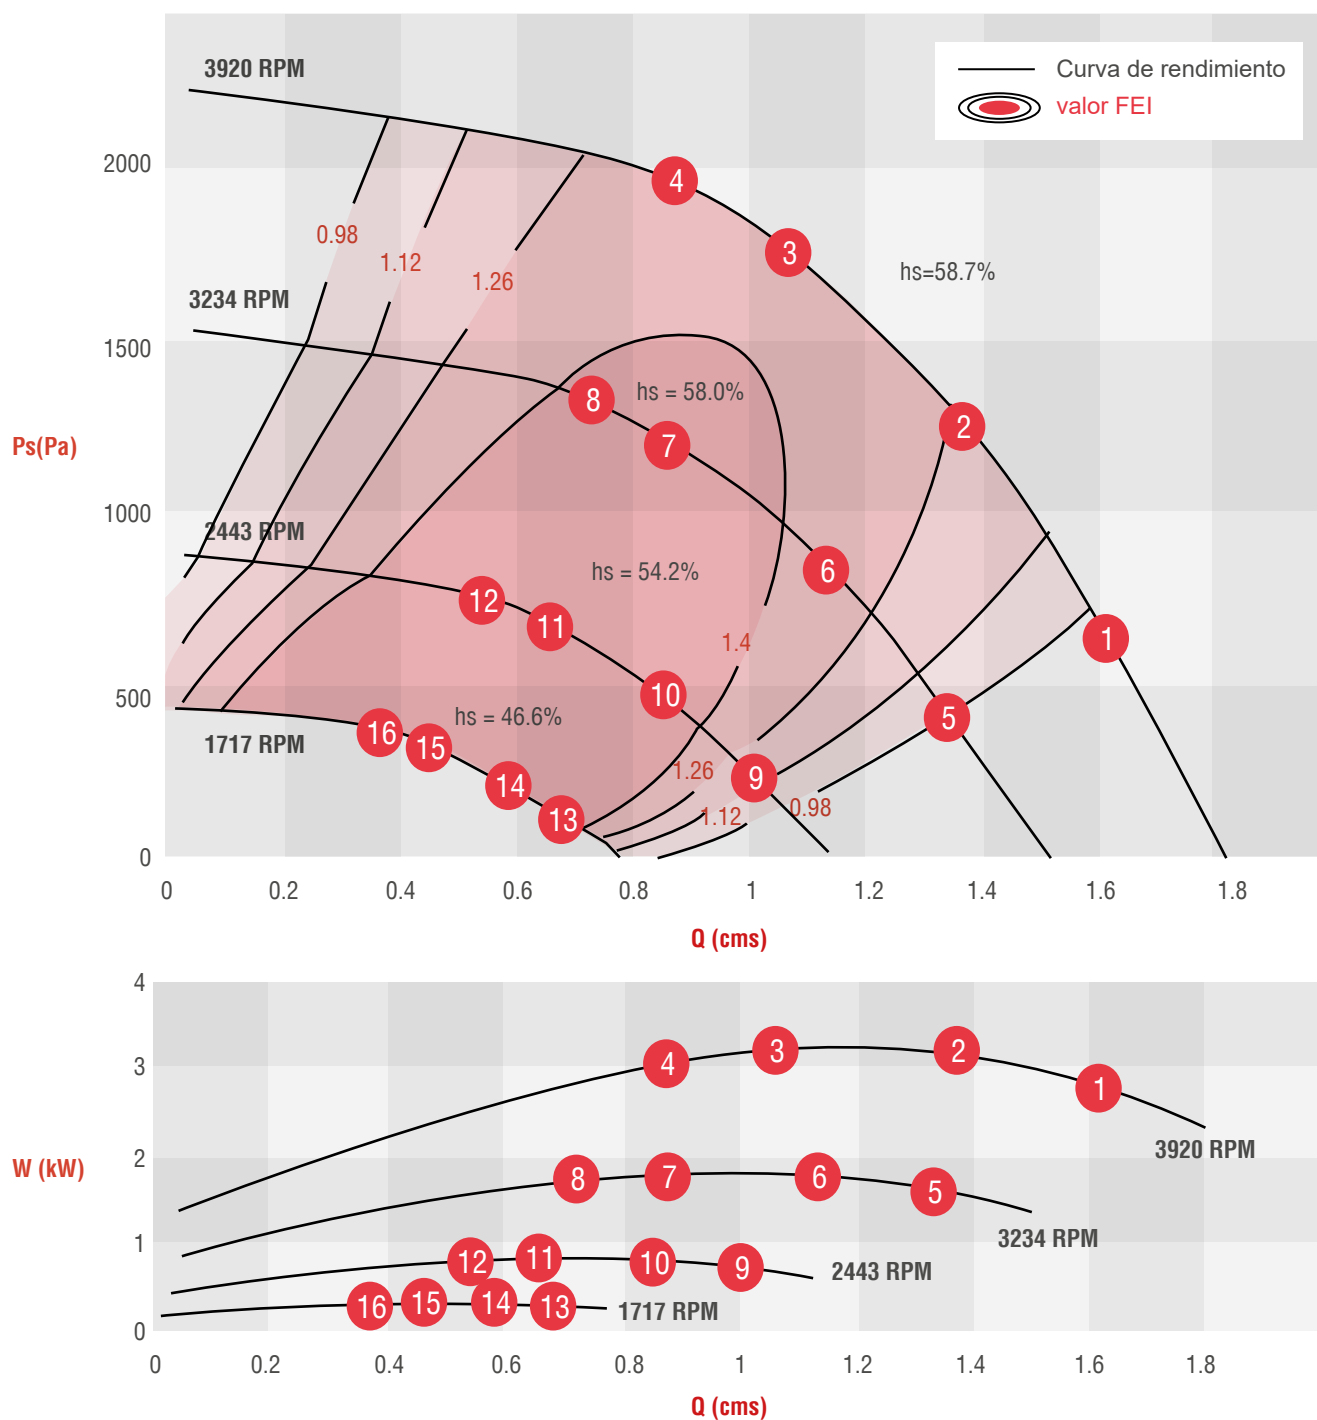 3920 RPM
Curva de rendimiento
valor FEI
2000
4
0.98
3
1.12
hs=58.7%
1.26
3234 RPM
1500
hs = 58.0%
8
2
Ps(Pa)
7
1000
2443 RPM
hs = 54.2%
6
12
11
1.4
1
500
10
16
hs = 46.6%
5
1717 RPM
15
1.26
9
14
0.98
13
1.12
0
0 0.2 0.4 0.6 0.8 1 1.2 1.4 1.6 1.8
Q (cms)
4
3
4 3 2 1
3920 RPM
2
W (kW)
8 7 6 5
3234 RPM
1
12 11 10 9
2443 RPM
16 15 14 13
1717 RPM
0
0 0.2 0.4 0.6 0.8 1 1.2 1.4 1.6 1.8
Q (cms)